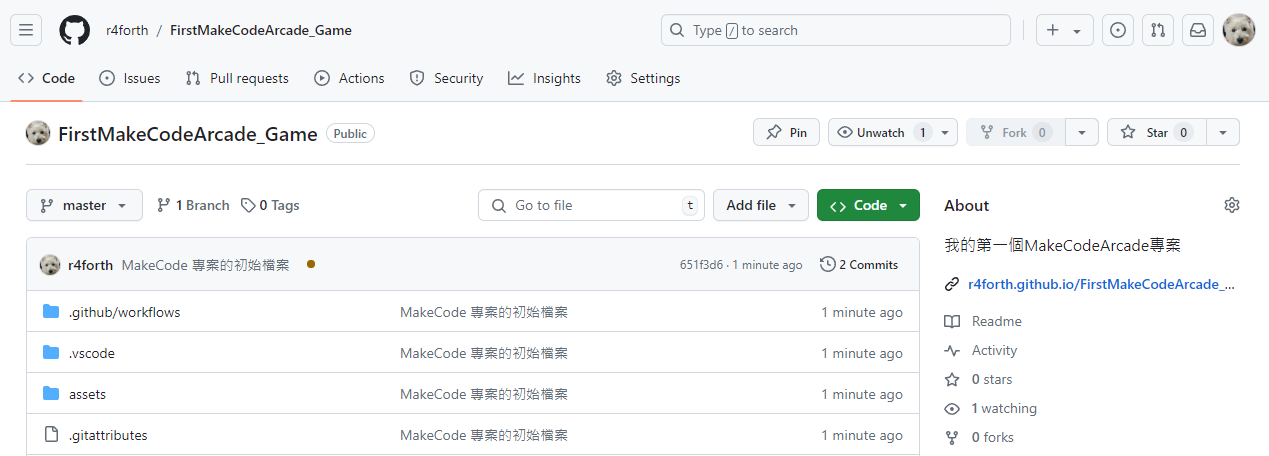 r4forth / FirstMakeCodeArcade_Game Type / to search
Code Issues Pull requests Actions Security Insights Settings
FirstMakeCodeArcade_Game Public Pin Unwatch 1 Fork 0 Star 0
master 1 Branch 0 Tags Go to file t Add file Code
r4forth MakeCode 專案的初始檔案 651f3d6 · 1 minute ago 2 Commits
.github/workflows MakeCode 專案的初始檔案 1 minute ago
.vscode MakeCode 專案的初始檔案 1 minute ago
assets MakeCode 專案的初始檔案 1 minute ago
.gitattributes MakeCode 專案的初始檔案 1 minute ago
About
我的第一個MakeCodeArcade專案
r4forth.github.io/FirstMakeCodeArcade_...
Readme
Activity
0 stars
1 watching
0 forks